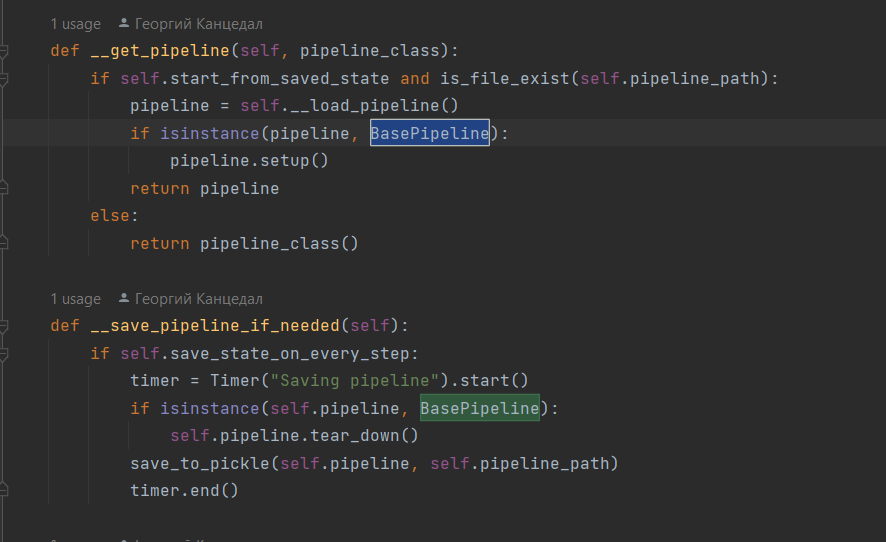 1 usage Георгий Канцедал
def __get_pipeline(self, pipeline_class):
    if self.start_from_saved_state and is_file_exist(self.pipeline_path):
        pipeline = self.__load_pipeline()
        if isinstance(pipeline, BasePipeline):
            pipeline.setup()
        return pipeline
    else:
        return pipeline_class()
1 usage Георгий Канцедал
def __save_pipeline_if_needed(self):
    if self.save_state_on_every_step:
        timer = Timer("Saving pipeline").start()
        if isinstance(self.pipeline, BasePipeline):
            self.pipeline.tear_down()
        save_to_pickle(self.pipeline, self.pipeline_path)
        timer.end()